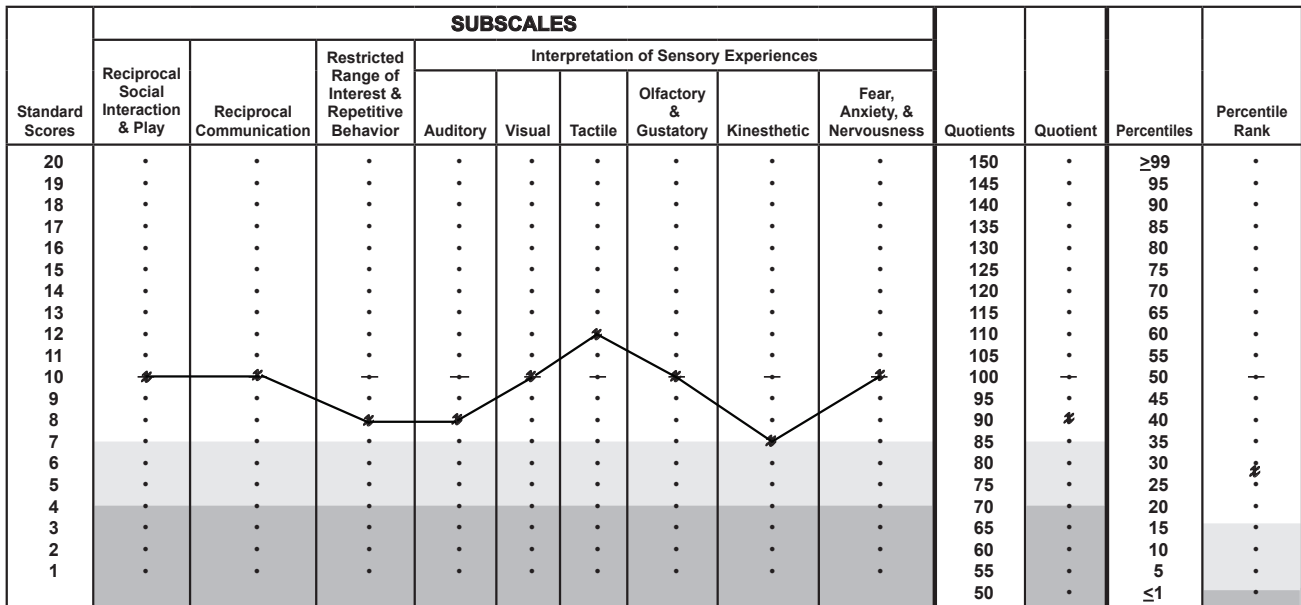 SUBSCALES
Interpretation of Sensory Experiences
Standard
Scores
Reciprocal
Social
Interaction
& Play
Reciprocal
Communication
Restricted
Range of
Interest &
Repetitive
Behavior
Auditory
Visual
Tactile
Olfactory
&
Gustatory
Kinesthetic
Fear,
Anxiety, &
Nervousness
Quotients
Quotient
Percentiles
Percentile
Rank
20 150 ≥99
19 145 95
18 140 90
17 135 85
16 130 80
15 125 75
14 120 70
13 115 65
12 110 60
11 105 55
10 100 50
9 95 45
8 90 40
7 85 35
6 80 30
5 75 25
4 70 20
3 65 15
2 60 10
1 55 5
50 ≤1